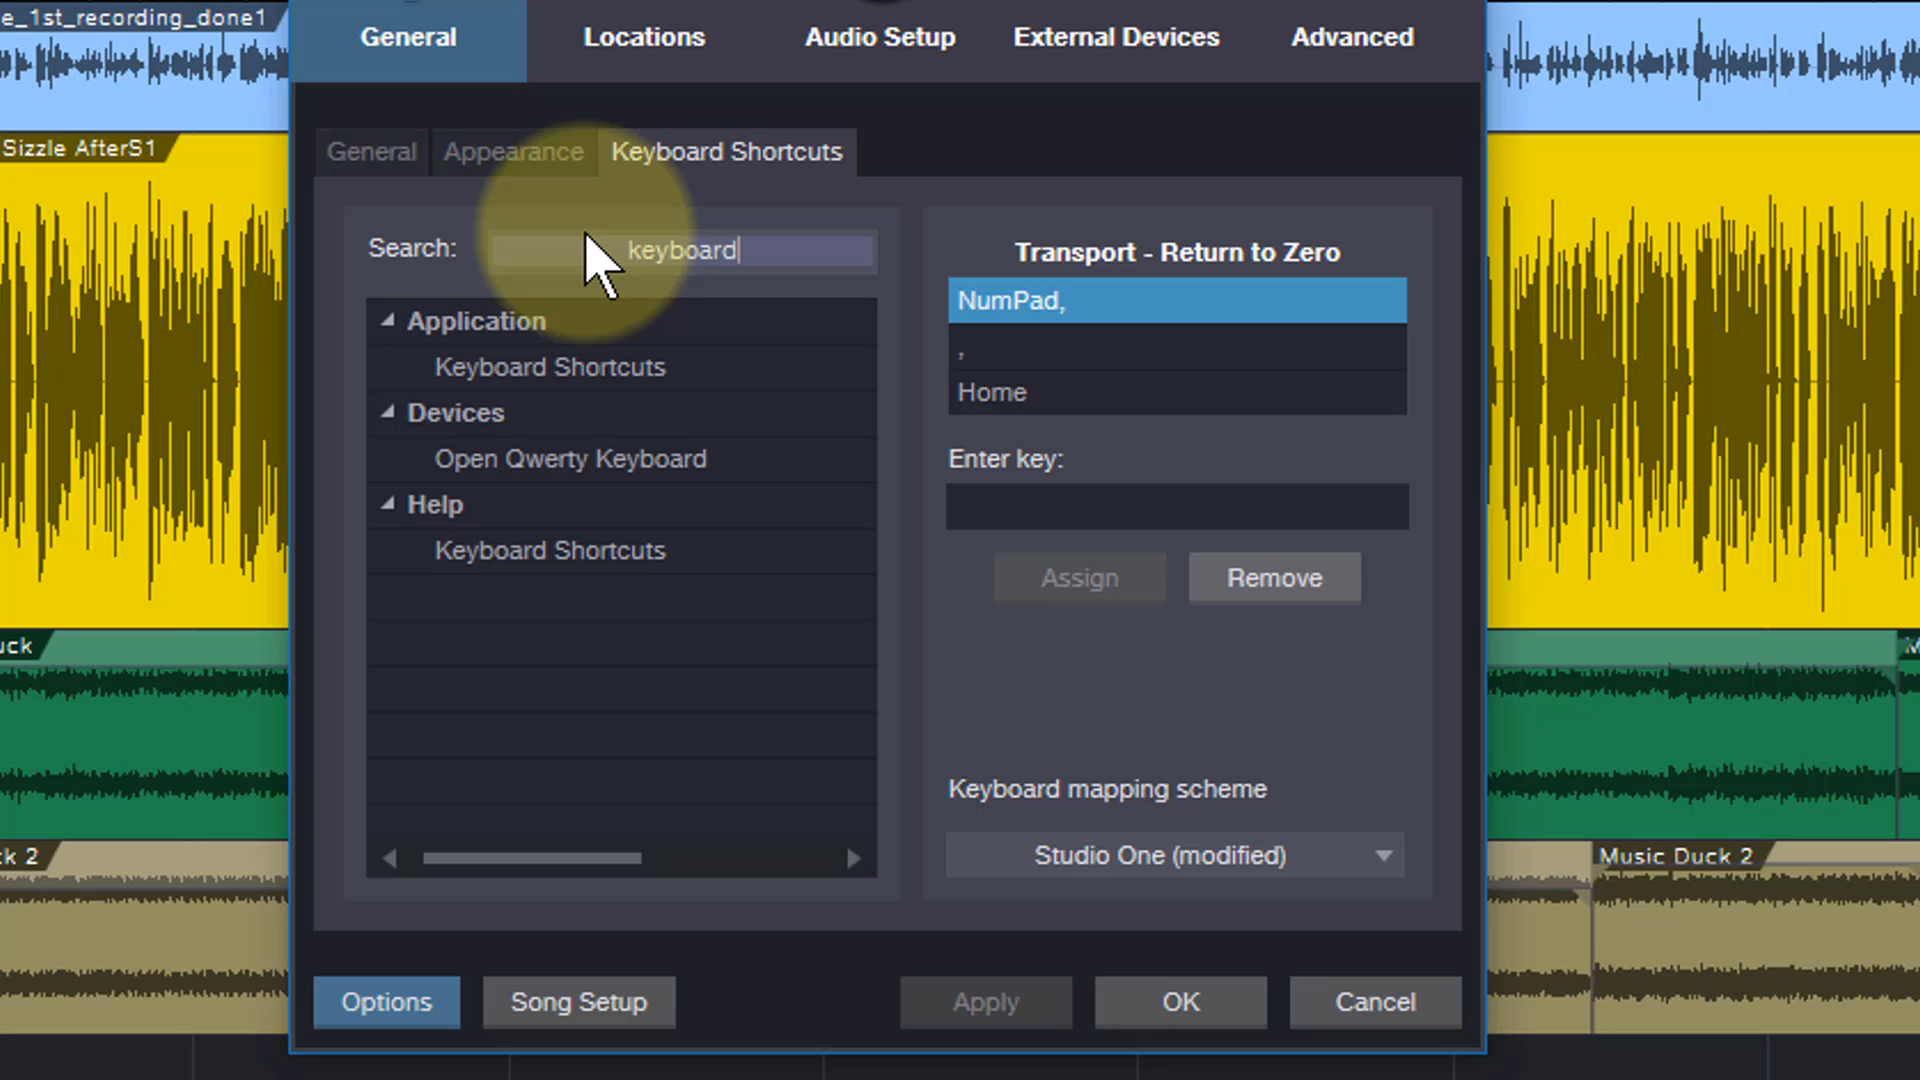 e_1st_recording_done1
General
Locations
Audio Setup
External Devices
Advanced
Sizzle AfterS1
General
Appearance
Keyboard Shortcuts
Search:
keyboard
Application
Keyboard Shortcuts
Devices
Open Qwerty Keyboard
Help
Keyboard Shortcuts
Transport - Return to Zero
NumPad,
,
Home
Enter key:
Assign
Remove
Keyboard mapping scheme
Studio One (modified)
uck
M
ck 2
Music Duck 2
Options
Song Setup
Apply
OK
Cancel